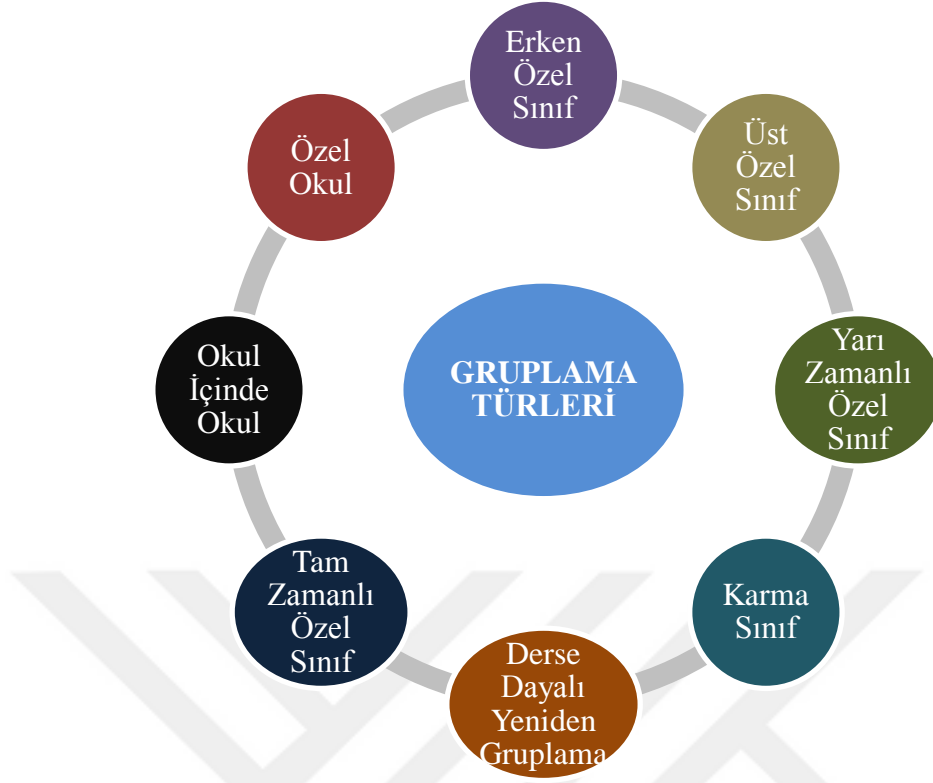 Erken
Özel
Sınıf
Üst
Özel
Sınıf
Yarı
Zamanlı
Özel
Sınıf
Karma
Sınıf
Derse
Dayalı
Yeniden
Gruplama
Tam
Zamanlı
Özel
Sınıf
Okul
İçinde
Okul
Özel
Okul
GRUPLAMA
TÜRLERİ